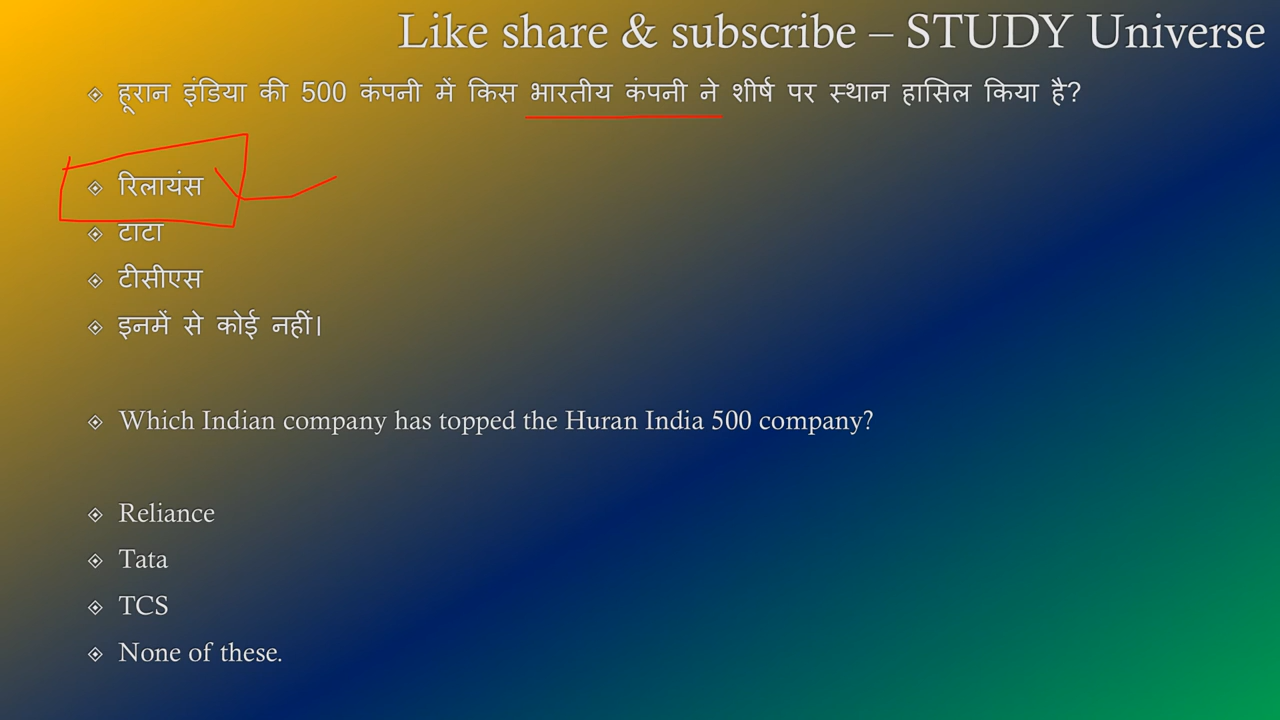 Like share & subscribe – STUDY Universe
हूरान इंडिया की 500 कंपनी में किस भारतीय कंपनी ने शीर्ष पर स्थान हासिल किया है?
रिलायंस
टाटा
टीसीएस
इनमें से कोई नहीं।
Which Indian company has topped the Huran India 500 company?
Reliance
Tata
TCS
None of these.